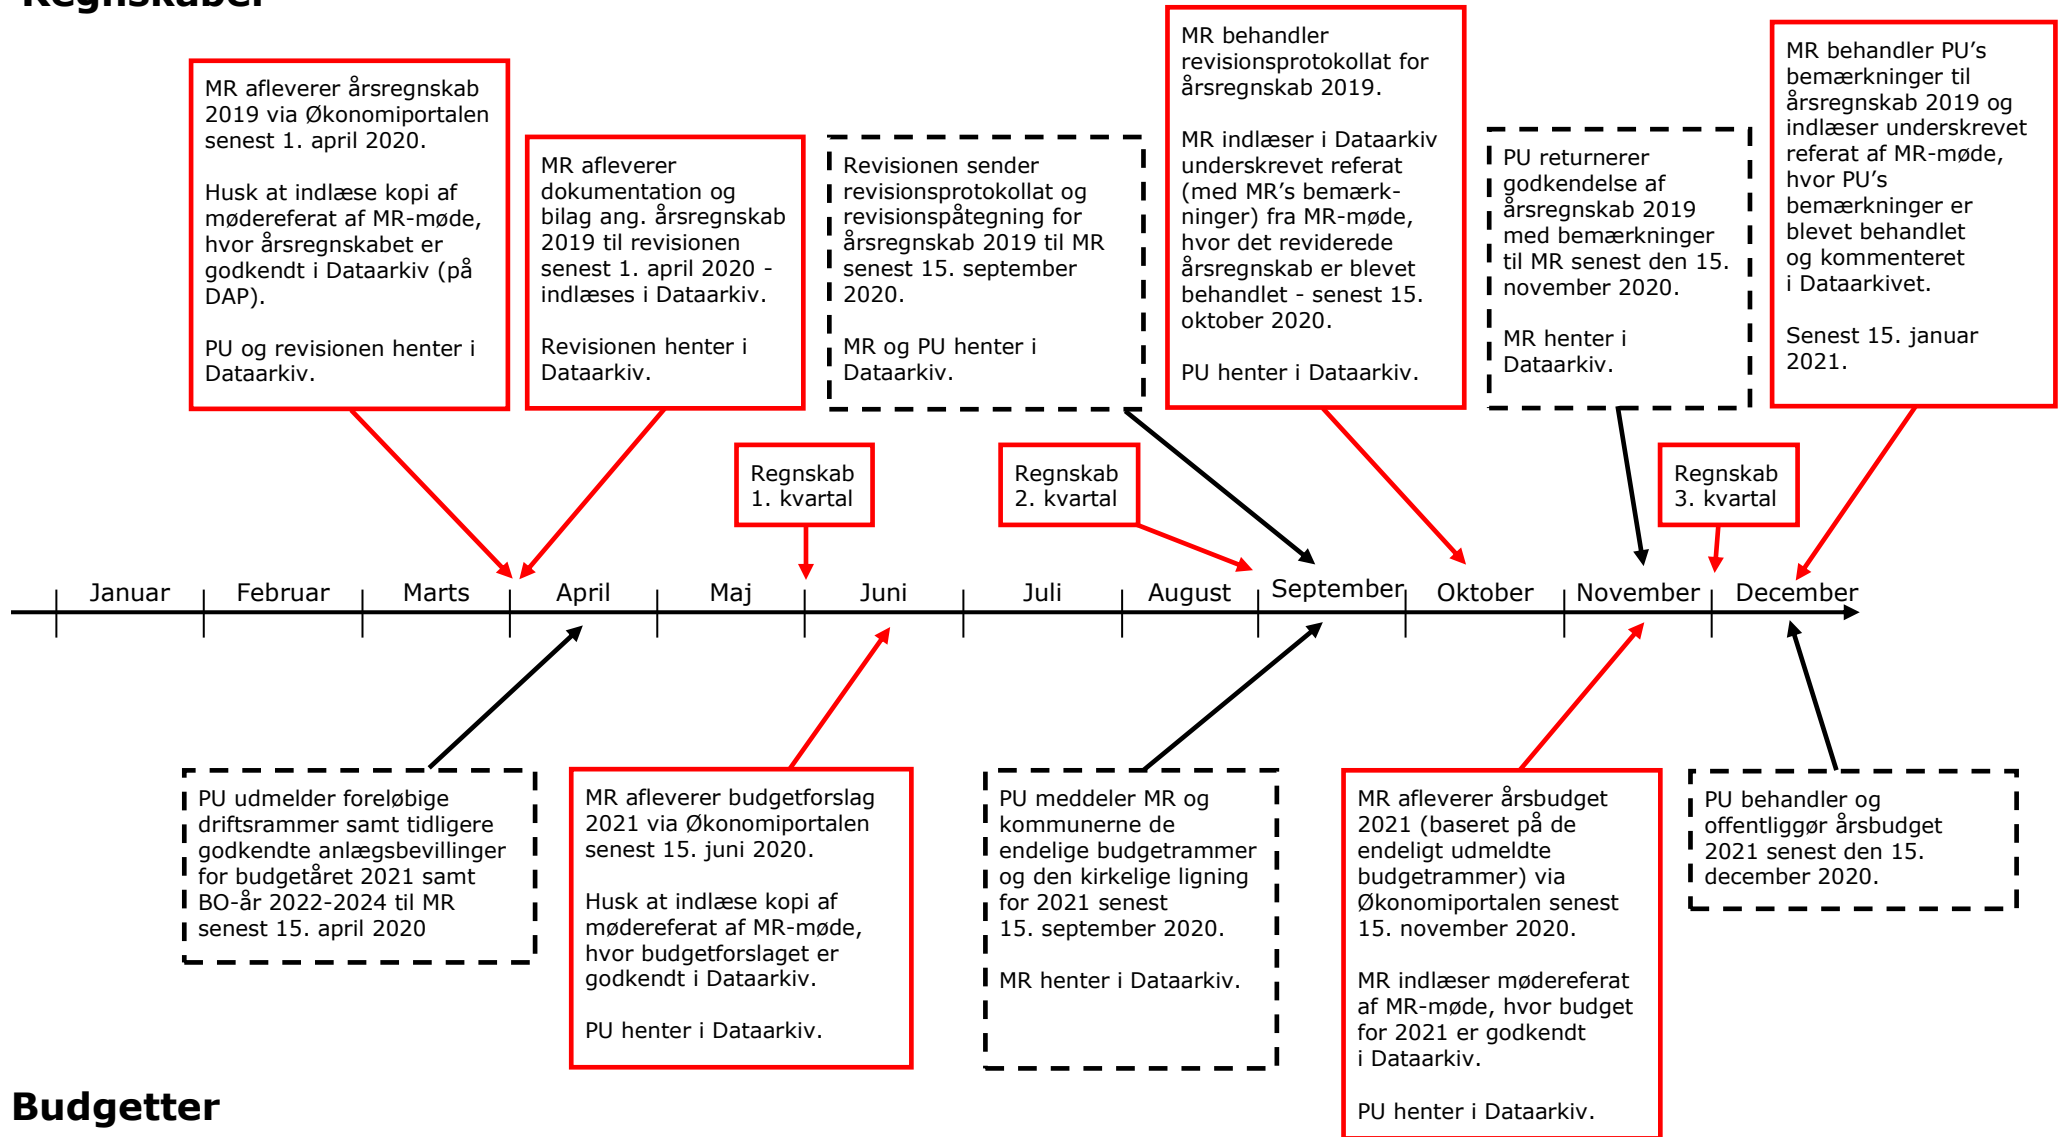 Regnskaber
MR afleverer årsregnskab
2019 via Økonomiportalen
senest 1. april 2020.
Husk at indlæse kopi af
mødereferat af MR-møde,
hvor årsregnskabet er
godkendt i Dataarkiv (på
DAP).
PU og revisionen henter i
Dataarkiv.
MR afleverer
dokumentation og
bilag ang. årsregnskab
2019 til revisionen
senest 1. april 2020 -
indlæses i Dataarkiv.
Revisionen henter i
Dataarkiv.
Revisionen sender
revisionsprotokollat og
revisionspåtegning for
årsregnskab 2019 til MR
senest 15. september
2020.
MR og PU henter i
Dataarkiv.
MR behandler
revisionsprotokollat for
årsregnskab 2019.
MR indlæser i Dataarkiv
underskrevet referat
(med MR’s bemærk-
ninger) fra MR-møde,
hvor det reviderede
årsregnskab er blevet
behandlet - senest 15.
oktober 2020.
PU henter i Dataarkiv.
PU returnerer
godkendelse af
årsregnskab 2019
med bemærkninger
til MR senest den 15.
november 2020.
MR henter i
Dataarkiv.
MR behandler PU’s
bemærkninger til
årsregnskab 2019 og
indlæser underskrevet
referat af MR-møde,
hvor PU’s
bemærkninger er
blevet behandlet
og kommenteret
i Dataarkivet.
Senest 15. januar
2021.
Regnskab
1. kvartal
Regnskab
2. kvartal
Regnskab
3. kvartal
Januar
Februar
Marts
April
Maj
Juni
Juli
August
September
Oktober
November
December
PU udmelder foreløbige
driftsrammer samt tidligere
godkendte anlægsbevillinger
for budgetåret 2021 samt
BO-år 2022-2024 til MR
senest 15. april 2020
MR afleverer budgetforslag
2021 via Økonomiportalen
senest 15. juni 2020.
Husk at indlæse kopi af
mødereferat af MR-møde,
hvor budgetforslaget er
godkendt i Dataarkiv.
PU henter i Dataarkiv.
PU meddeler MR og
kommunerne de
endelige budgetrammer
og den kirkelige ligning
for 2021 senest
15. september 2020.
MR henter i Dataarkiv.
MR afleverer årsbudget
2021 (baseret på de
endeligt udmeldte
budgetrammer) via
Økonomiportalen senest
15. november 2020.
MR indlæser mødereferat
af MR-møde, hvor budget
for 2021 er godkendt
i Dataarkiv.
PU henter i Dataarkiv.
PU behandler og
offentliggør årsbudget
2021 senest den 15.
december 2020.
Budgetter